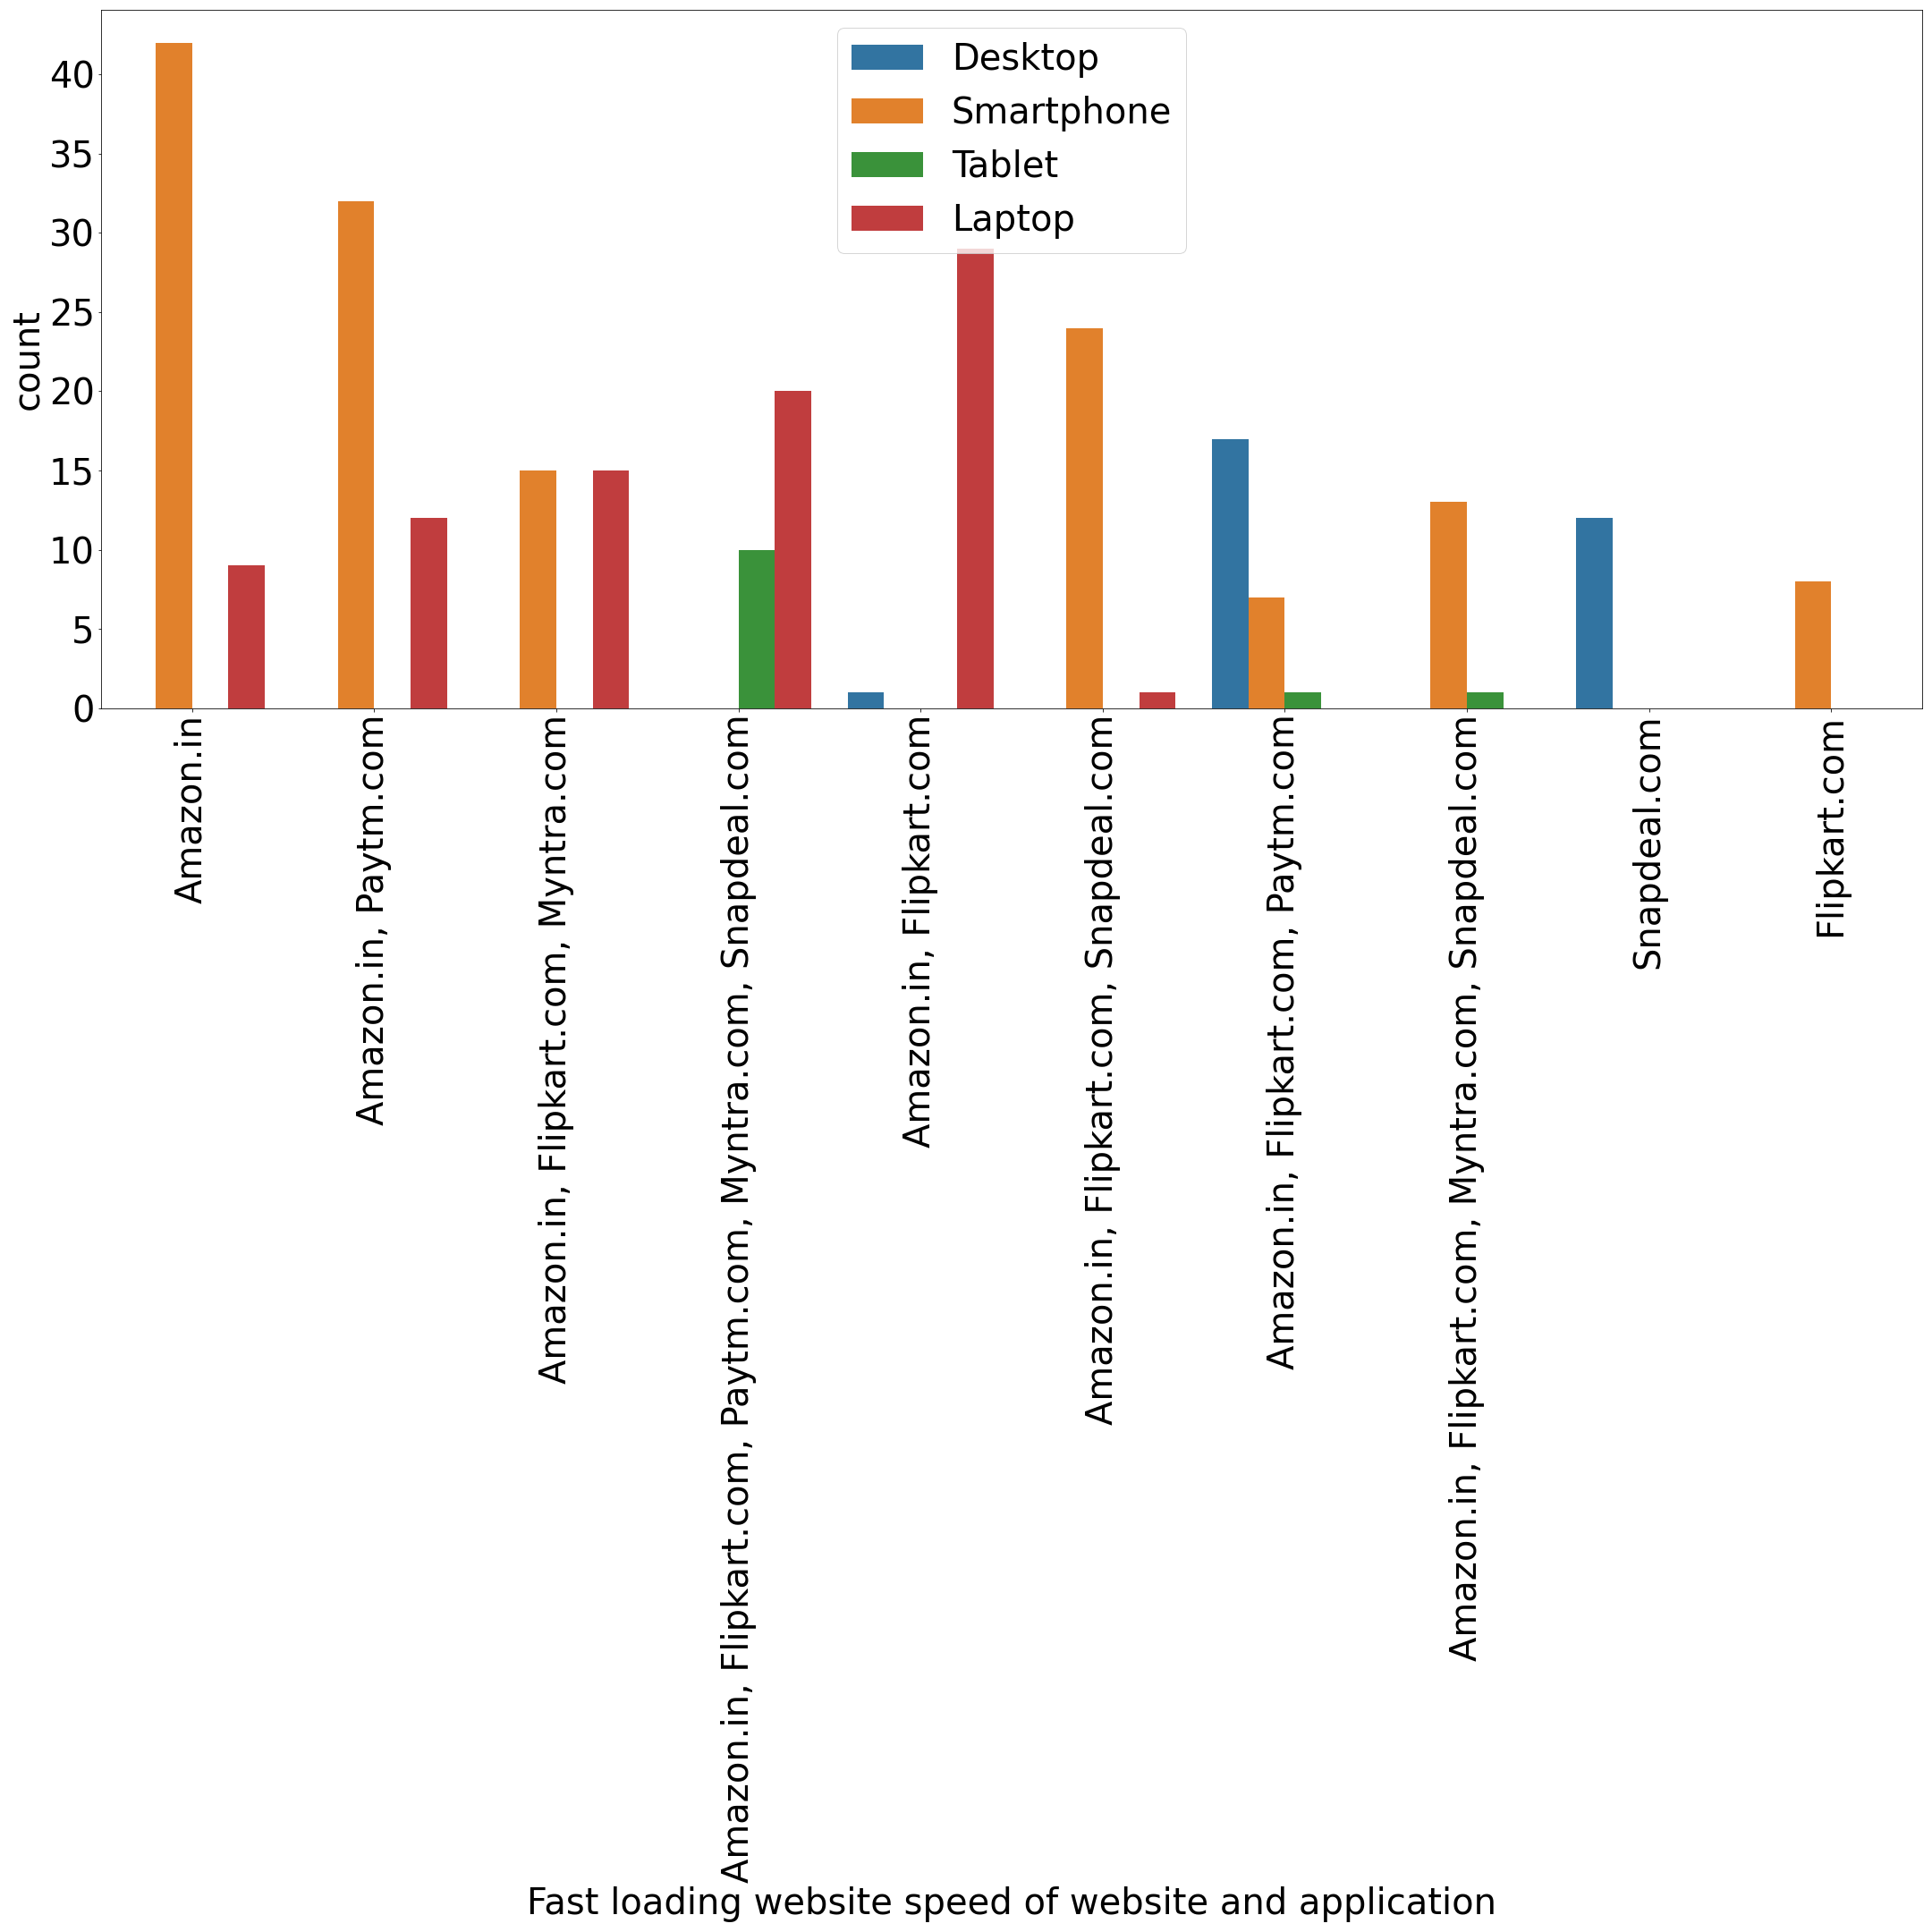 count
40
35
30
25
20
15
10
5
0
Desktop
Smartphone
Tablet
Laptop
Amazon.in
Amazon.in, Paytm.com
Amazon.in, Flipkart.com, Myntra.com
Amazon.in, Flipkart.com, Paytm.com, Myntra.com, Snapdeal.com
Amazon.in, Flipkart.com
Amazon.in, Flipkart.com, Snapdeal.com
Amazon.in, Flipkart.com, Paytm.com
Amazon.in, Flipkart.com, Myntra.com, Snapdeal.com
Snapdeal.com
Flipkart.com
Fast loading website speed of website and application